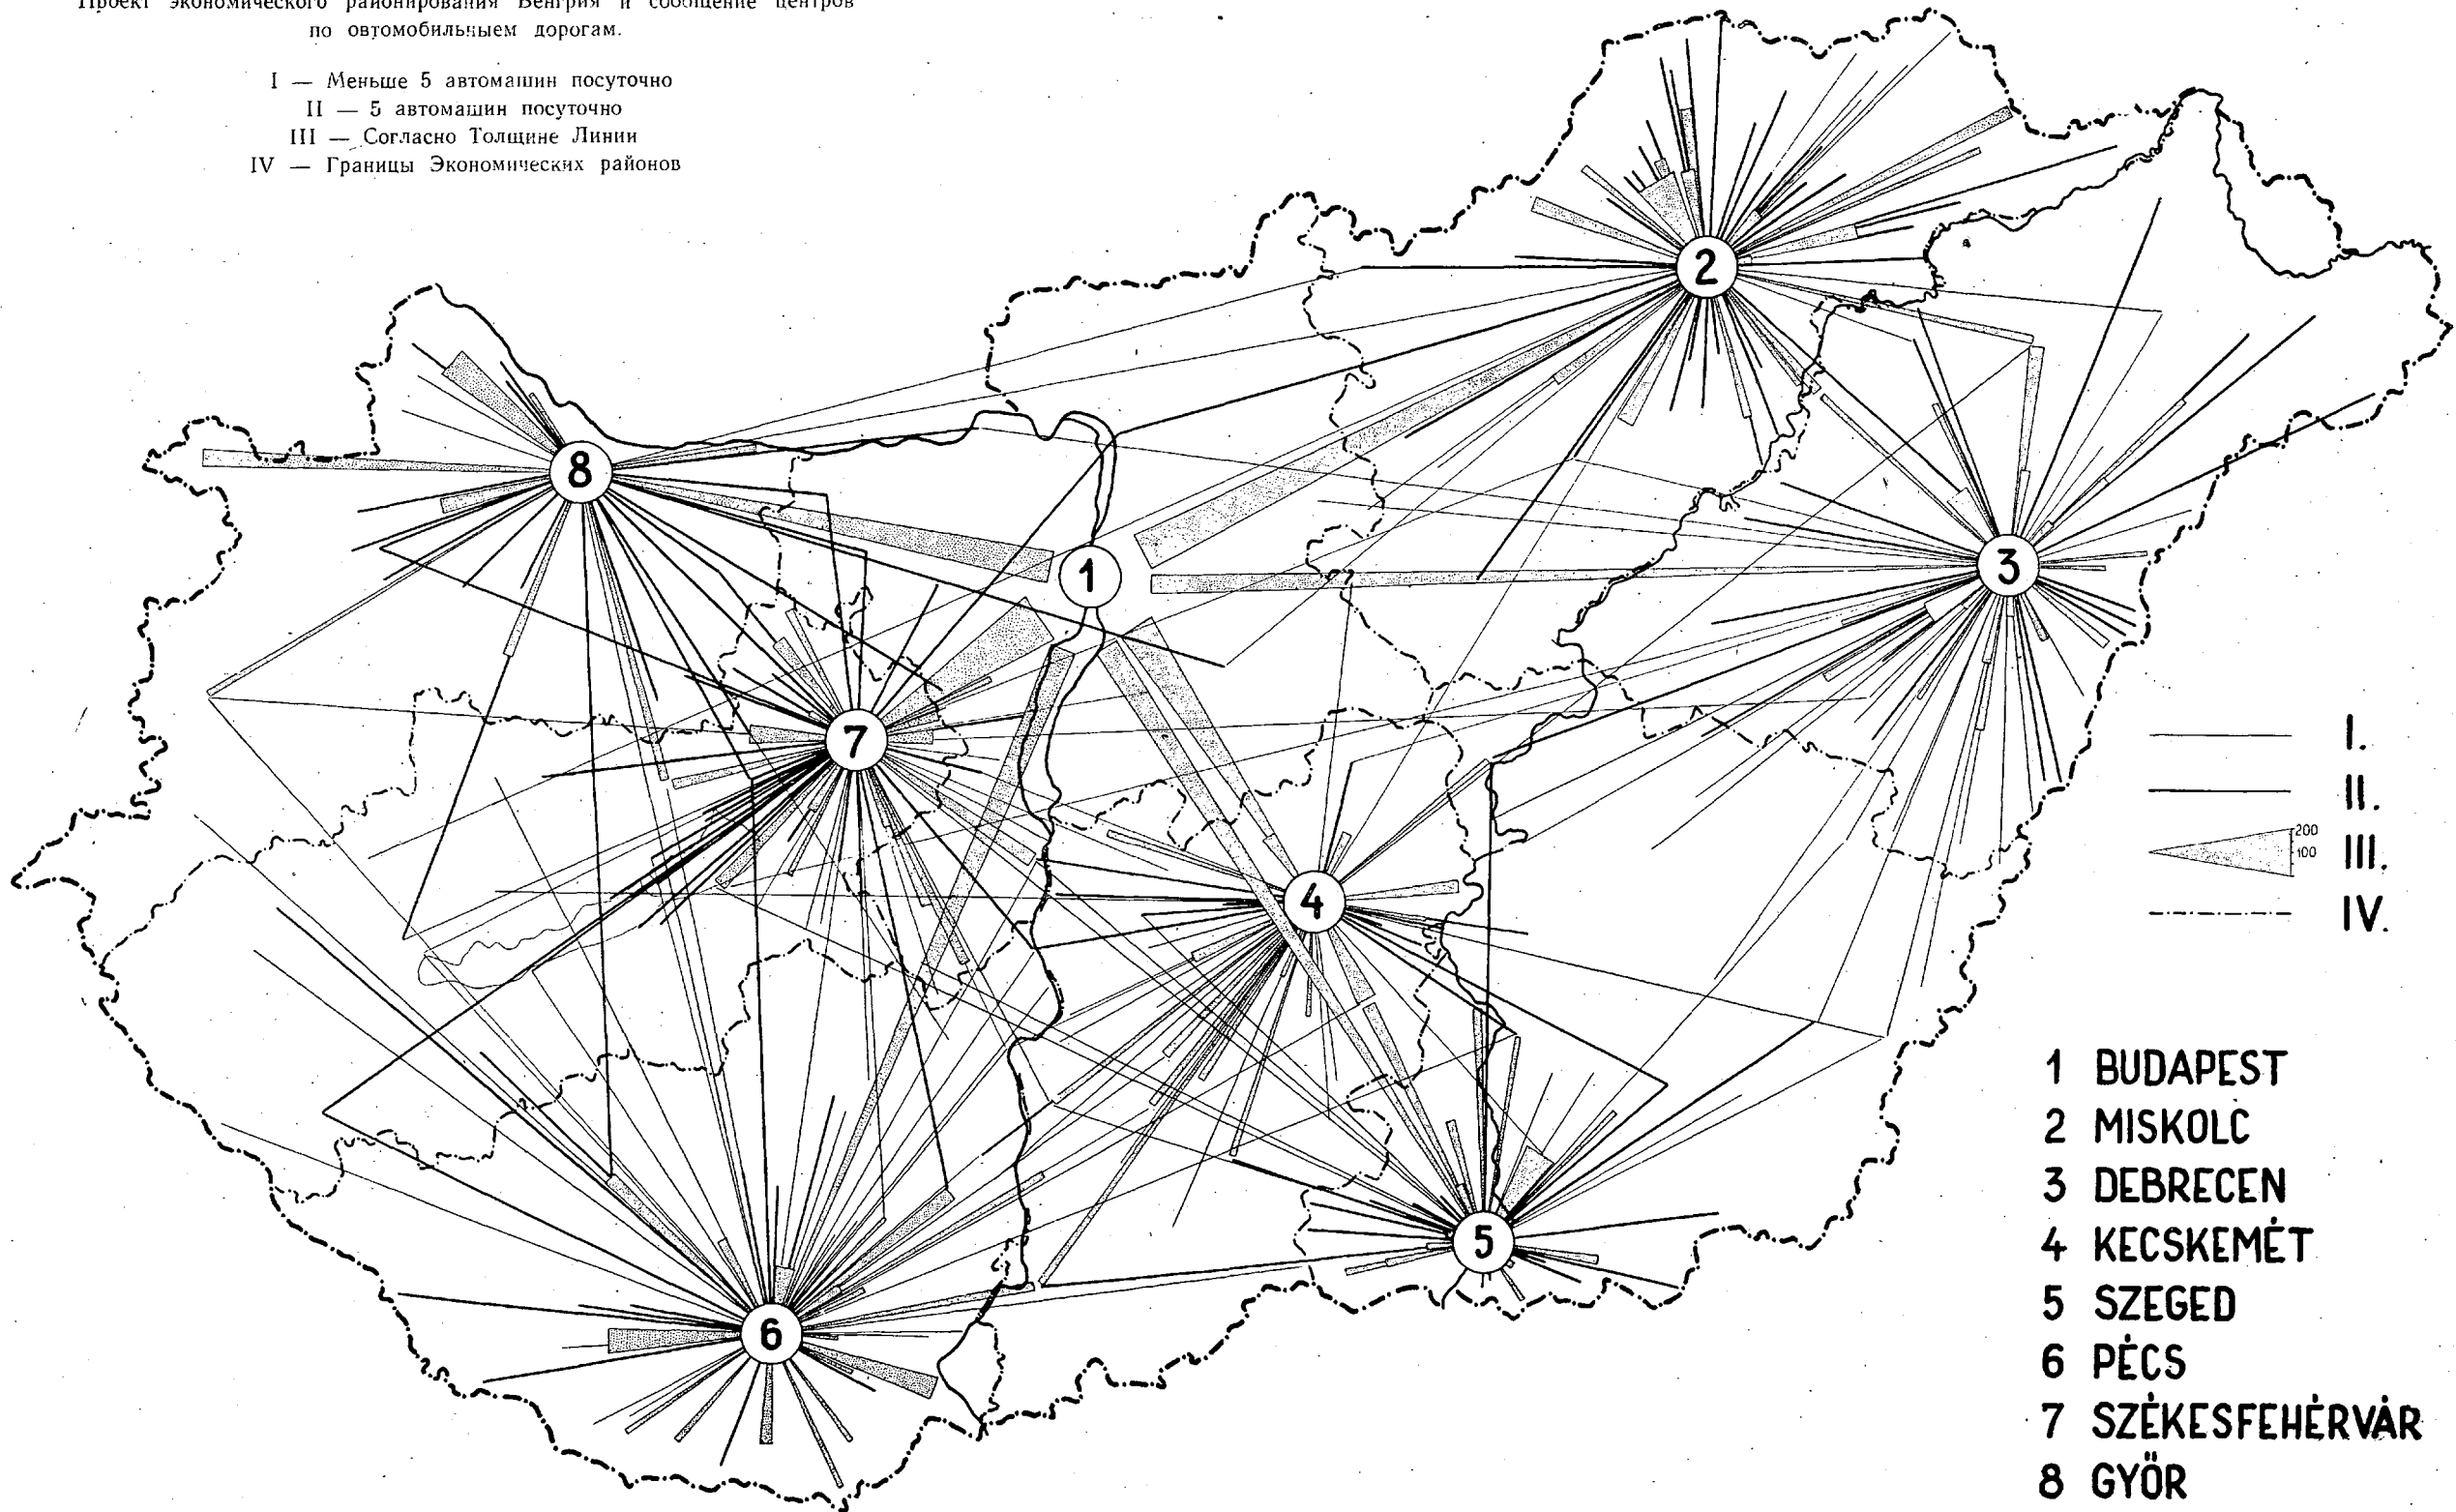 Проект экономического районирования Венгрия и сообщение центров
по овтомобильныем дорогам.
I — Меньше 5 автомашин посуточно
II — 5 автомашин посуточно
III — Согласно Толщине Линии
IV — Границы Экономических районов
2
8
1
3
7
4
5
6
I.
II.
200
100
III.
IV.
1 BUDAPEST
2 MISKOLC
3 DEBRECEN
4 KECSKEMÉT
5 SZEGED
6 PÉCS
7 SZÉKESFEHÉRVÁR
8 GYŐR